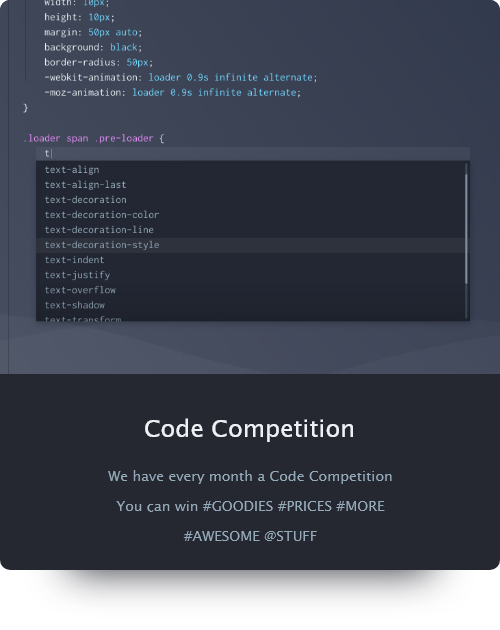 width: 10px;
height: 10px;
margin: 50px auto;
background: black;
border-radius: 50px;
-webkit-animation: loader 0.9s infinite alternate;
-moz-animation: loader 0.9s infinite alternate;
}
.loader span .pre-loader {
t
text-align
text-align-last
text-decoration
text-decoration-color
text-decoration-line
text-decoration-style
text-indent
text-justify
text-overflow
text-shadow
text-transform
Code Competition
We have every month a Code Competition
You can win #GOODIES #PRICES #MORE
#AWESOME @STUFF